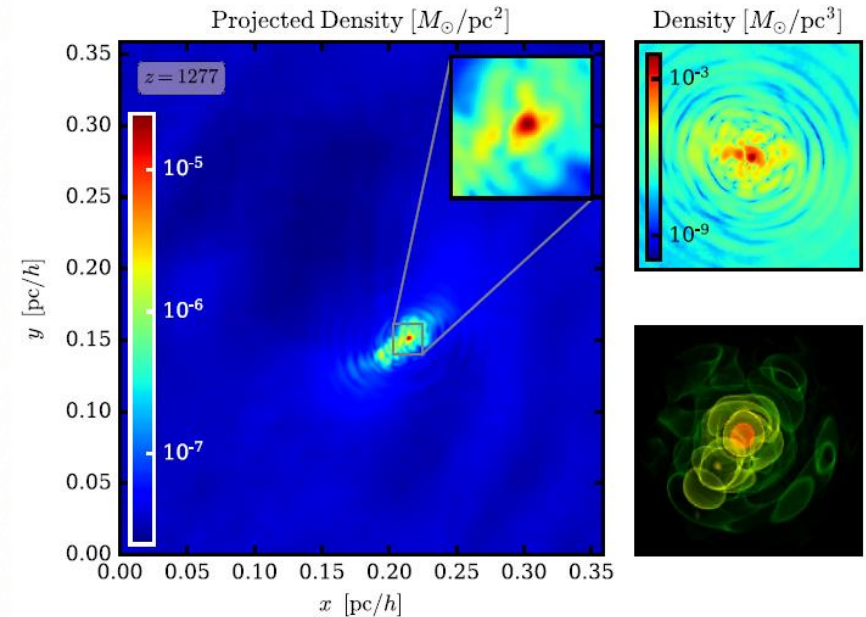 Projected Density [M⊙/pc²]
Density [M⊙/pc³]
z = 1277
10⁻⁵
10⁻⁶
10⁻⁷
10⁻³
10⁻⁹
0.35
0.30
0.25
0.20
0.15
0.10
0.05
0.00
y [pc/h]
0.00 0.05 0.10 0.15 0.20 0.25 0.30 0.35
x [pc/h]